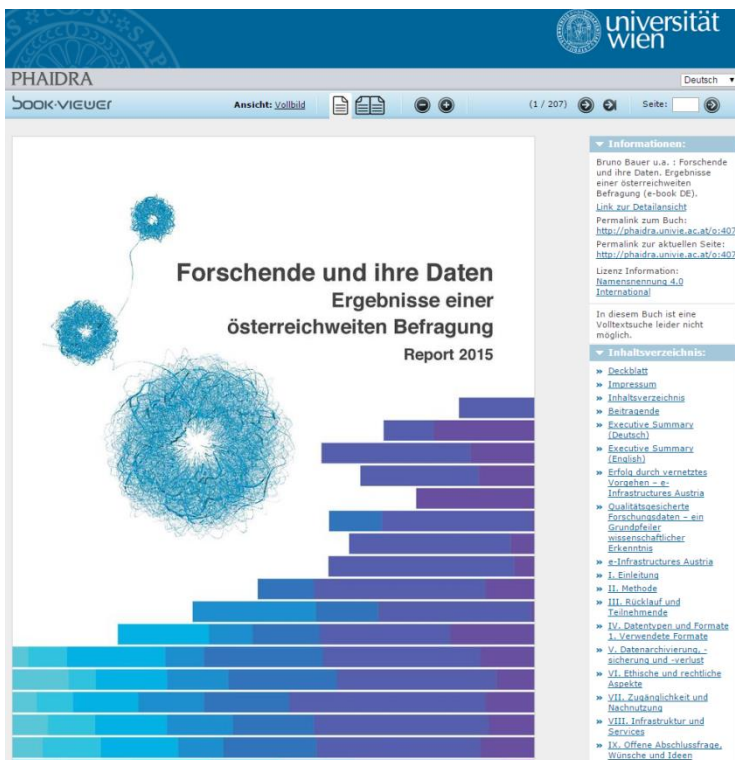 universität
wien
PHAIDRA
Deutsch
BOOK-VIEWER
Ansicht: Vollbild
(1 / 207)
Seite:
Forschende und ihre Daten
Ergebnisse einer
österreichweiten Befragung
Report 2015
Informationen:
Bruno Bauer u.a. : Forschende
und ihre Daten. Ergebnisse
einer österreichweiten
Befragung (e-book DE).
Link zur Detailansicht
Permalink zum Buch:
http://phaidra.univie.ac.at/o:407
Permalink zur aktuellen Seite:
http://phaidra.univie.ac.at/o:407
Lizenz Information:
Namensnennung 4.0
International
In diesem Buch ist eine
Volltextsuche leider nicht
möglich.
Inhaltsverzeichnis:
» Deckblatt
» Impressum
» Inhaltsverzeichnis
» Beitragende
» Executive Summary
(Deutsch)
» Executive Summary
(English)
» Erfolg durch vernetztes
Vorgehen – e-
Infrastructures Austria
» Qualitätsgesicherte
Forschungsdaten – ein
Grundpfeiler
wissenschaftlicher
Erkenntnis
» e-Infrastructures Austria
» I. Einleitung
» II. Methode
» III. Rücklauf und
Teilnehmende
» IV. Datentypen und Formate
1. Verwendete Formate
» V. Datenarchivierung, -
sicherung und -verlust
» VI. Ethische und rechtliche
Aspekte
» VII. Zugänglichkeit und
Nachnutzung
» VIII. Infrastruktur und
Services
» IX. Offene Abschlussfrage,
Wünsche und Ideen